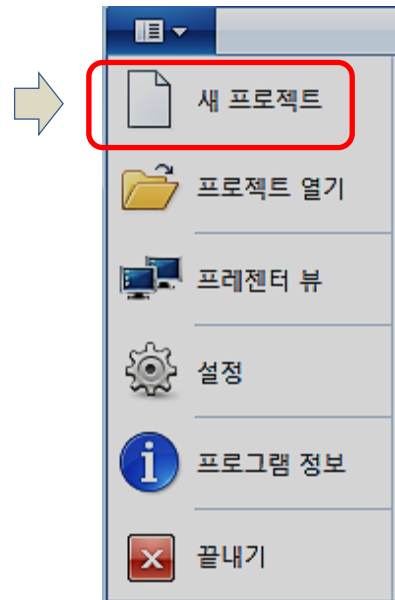 새 프로젝트
프로젝트 열기
프레젠터 뷰
설정
프로그램 정보
끝내기